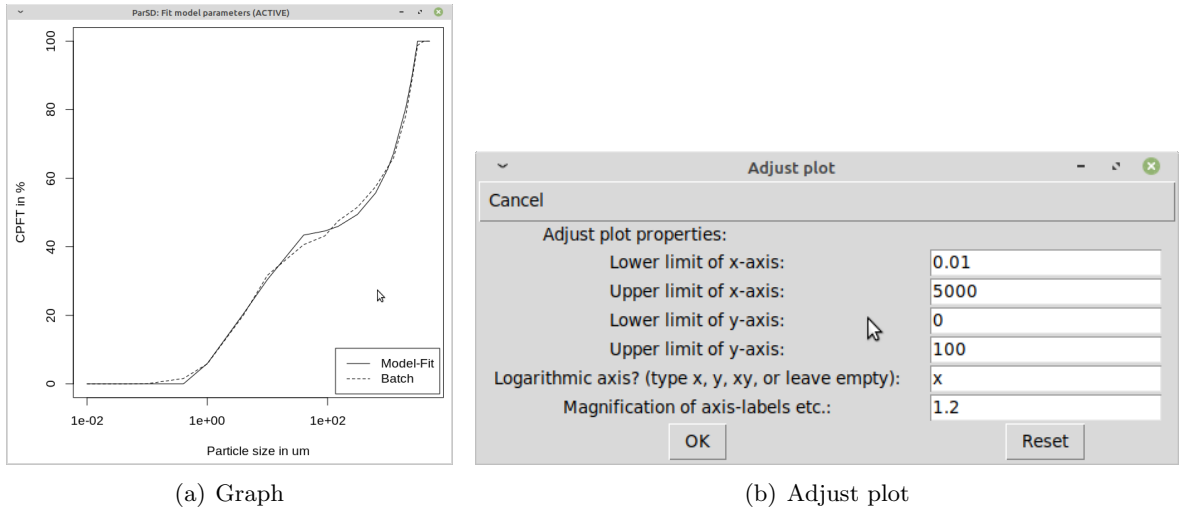 ParSD: Fit model parameters (ACTIVE)
100
80
60
40
20
0
CPFT in %
Model-Fit
Batch
1e-02 1e+00 1e+02
Particle size in um
(a) Graph
Adjust plot
Cancel
Adjust plot properties:
Lower limit of x-axis: 0.01
Upper limit of x-axis: 5000
Lower limit of y-axis: 0
Upper limit of y-axis: 100
Logarithmic axis? (type x, y, xy, or leave empty): x
Magnification of axis-labels etc.: 1.2
OK Reset
(b) Adjust plot